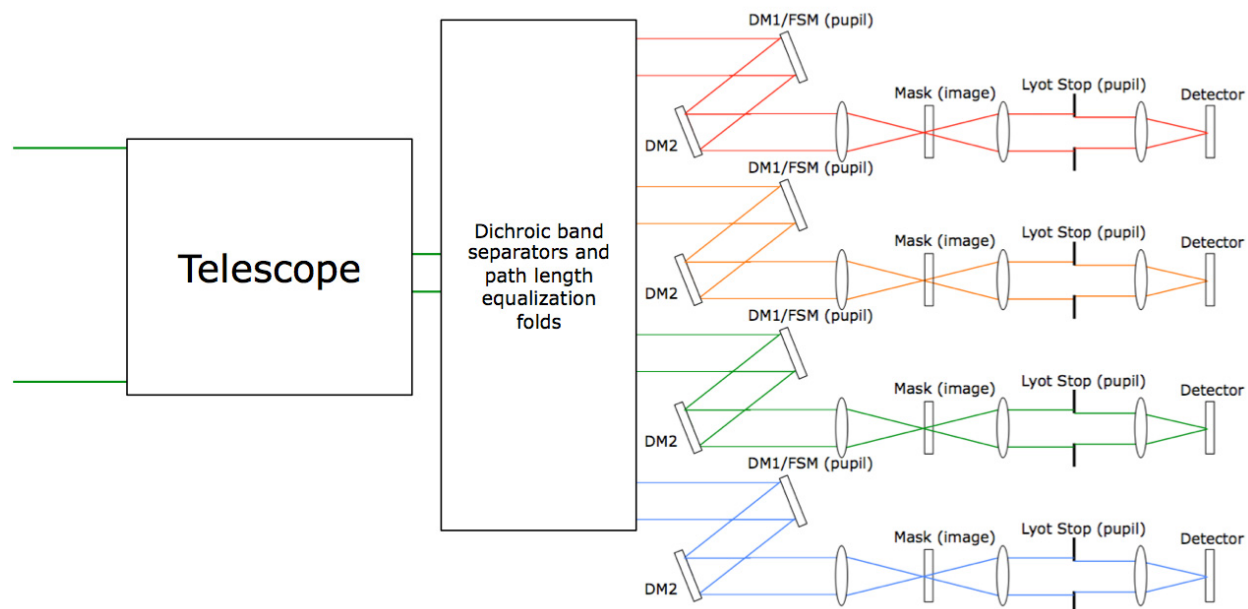 Telescope
Dichroic band
separators and
path length
equalization
folds
DM1/FSM (pupil)
Mask (image)
Lyot Stop (pupil)
Detector
DM2
DM1/FSM (pupil)
Mask (image)
Lyot Stop (pupil)
Detector
DM2
DM1/FSM (pupil)
Mask (image)
Lyot Stop (pupil)
Detector
DM2
DM1/FSM (pupil)
Mask (image)
Lyot Stop (pupil)
Detector
DM2